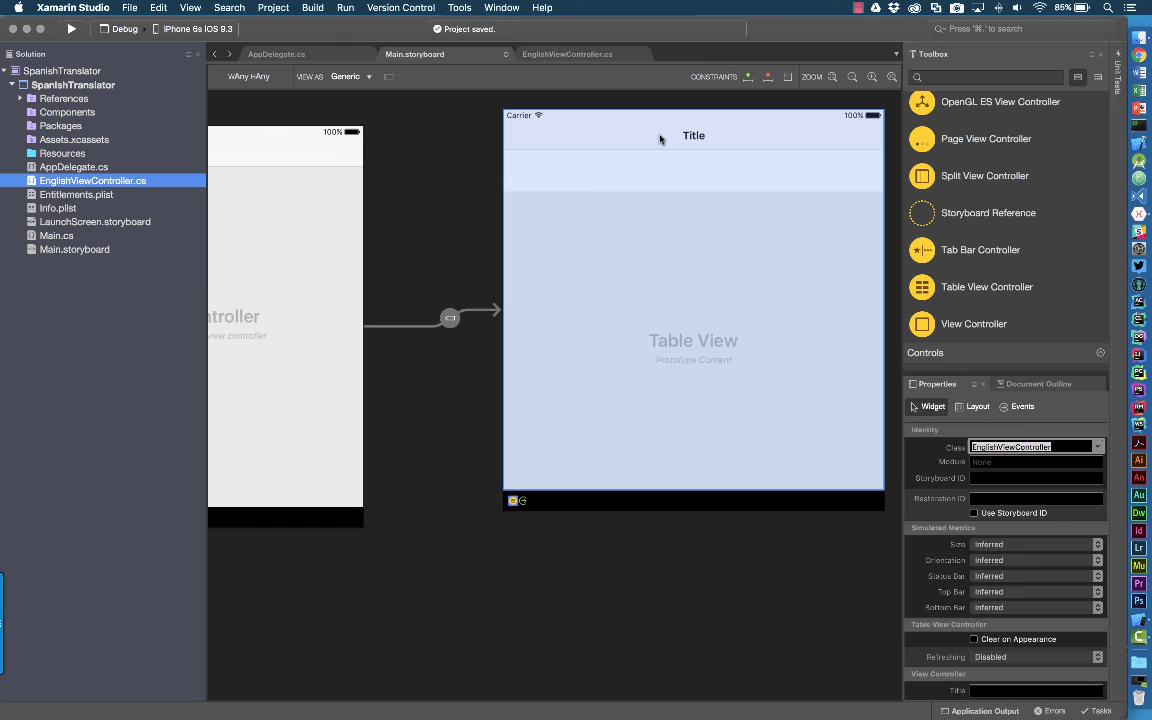 Xamarin Studio File Edit View Search Project Build Run Version Control Tools Window Help 85%
Debug iPhone 6s iOS 9.3 Project saved. Press '⌘.' to search
Solution AppDelegate.cs Main.storyboard EnglishViewController.cs Toolbox
SpanishTranslator
SpanishTranslator
References
Components
Packages
Assets.xcassets
Resources
AppDelegate.cs
EnglishViewController.cs
Entitlements.plist
Info.plist
LaunchScreen.storyboard
Main.cs
Main.storyboard
wAny hAny VIEW AS Generic CONSTRAINTS ZOOM
100%
ntroller
view controller.
Carrier 100%
Title
Table View
Prototype Content
OpenGL ES View Controller
Page View Controller
Split View Controller
Storyboard Reference
Tab Bar Controller
Table View Controller
View Controller
Controls
Unit Tests
Properties Document Outline
Widget Layout Events
Identity
Class EnglishViewController
Module None
Storyboard ID
Restoration ID
Use Storyboard ID
Simulated Metrics
Size Inferred
Orientation Inferred
Status Bar Inferred
Top Bar Inferred
Bottom Bar Inferred
Table View Controller
Clear on Appearance
Refreshing Disabled
View Controller
Title
Application Output Errors Tasks